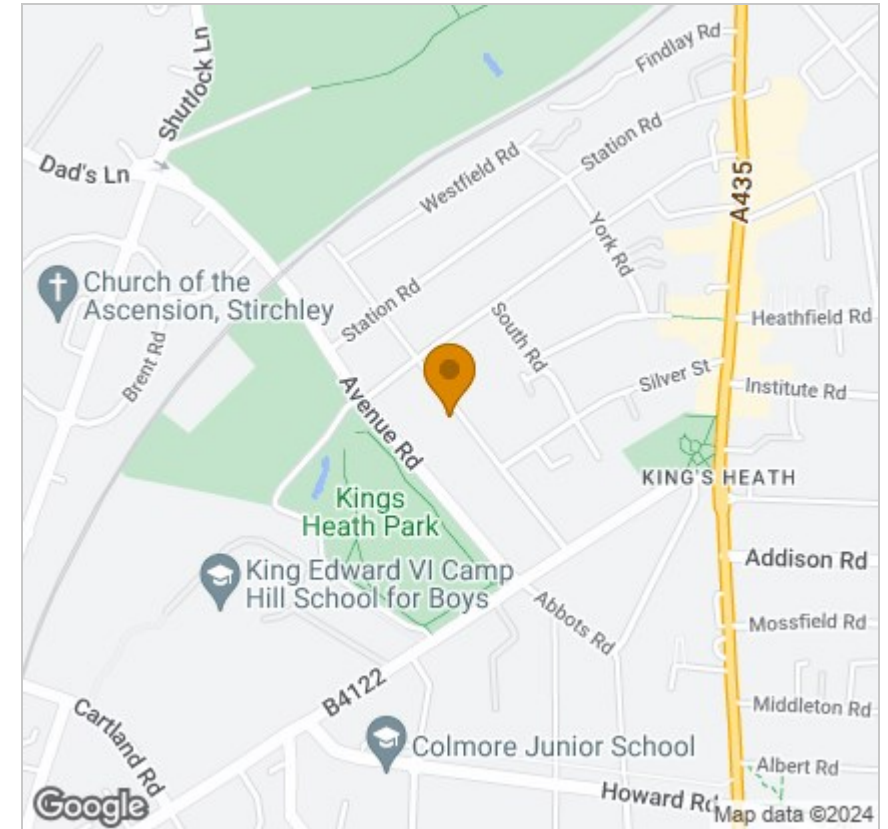 Shutlock Ln
Findlay Rd
Station Rd
Dad's Ln
Westfield Rd
A435
York Rd
Church of the
Ascension, Stirchley
Station Rd
South Rd
Heathfield Rd
Brent Rd
Silver St
Institute Rd
Avenue Rd
KING'S HEATH
Kings
Heath Park
Addison Rd
King Edward VI Camp
Hill School for Boys
Abbots Rd
Mossfield Rd
B4122
Middleton Rd
Cartland Rd
Colmore Junior School
Albert Rd
Howard Rd
Google
Map data ©2024